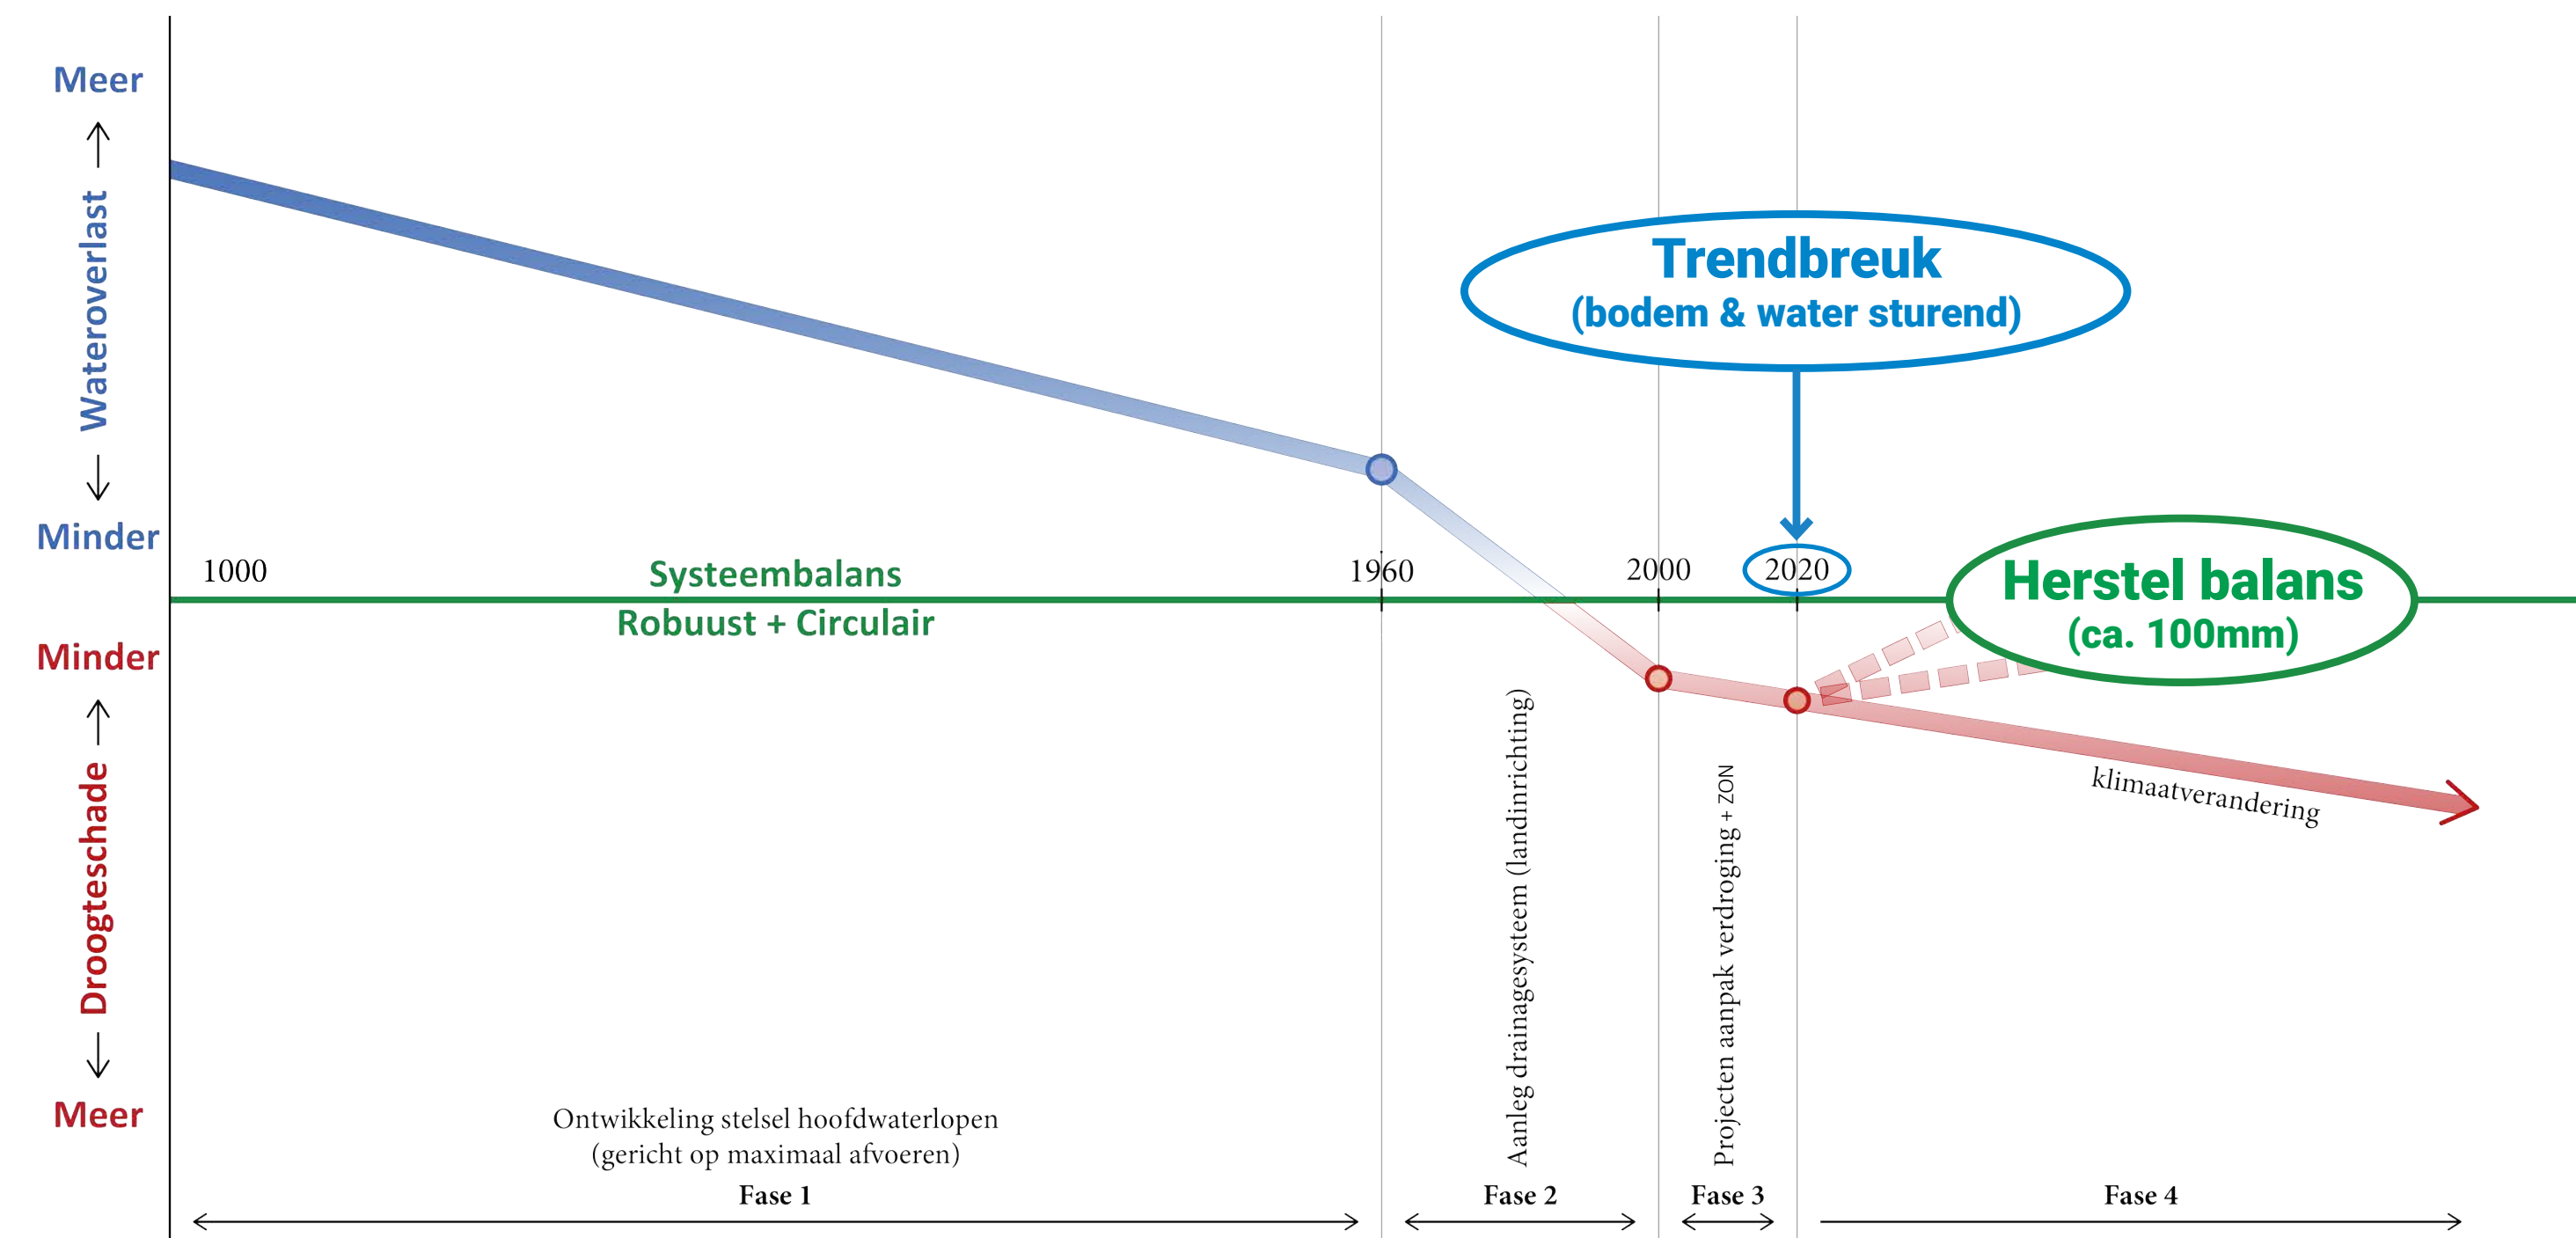 Meer
Wateroverlast
Minder
Minder
Droogteschade
Meer
1000
Systeembalans
Robuust + Circulair
1960
2000
2020
Trendbreuk
(bodem & water sturend)
Herstel balans
(ca. 100mm)
klimaatverandering
Ontwikkeling stelsel hoofdwaterlopen
(gericht op maximaal afvoeren)
Aanleg drainagesysteem (landinrichting)
Projecten aanpak verdroging + ZON
Fase 1
Fase 2
Fase 3
Fase 4